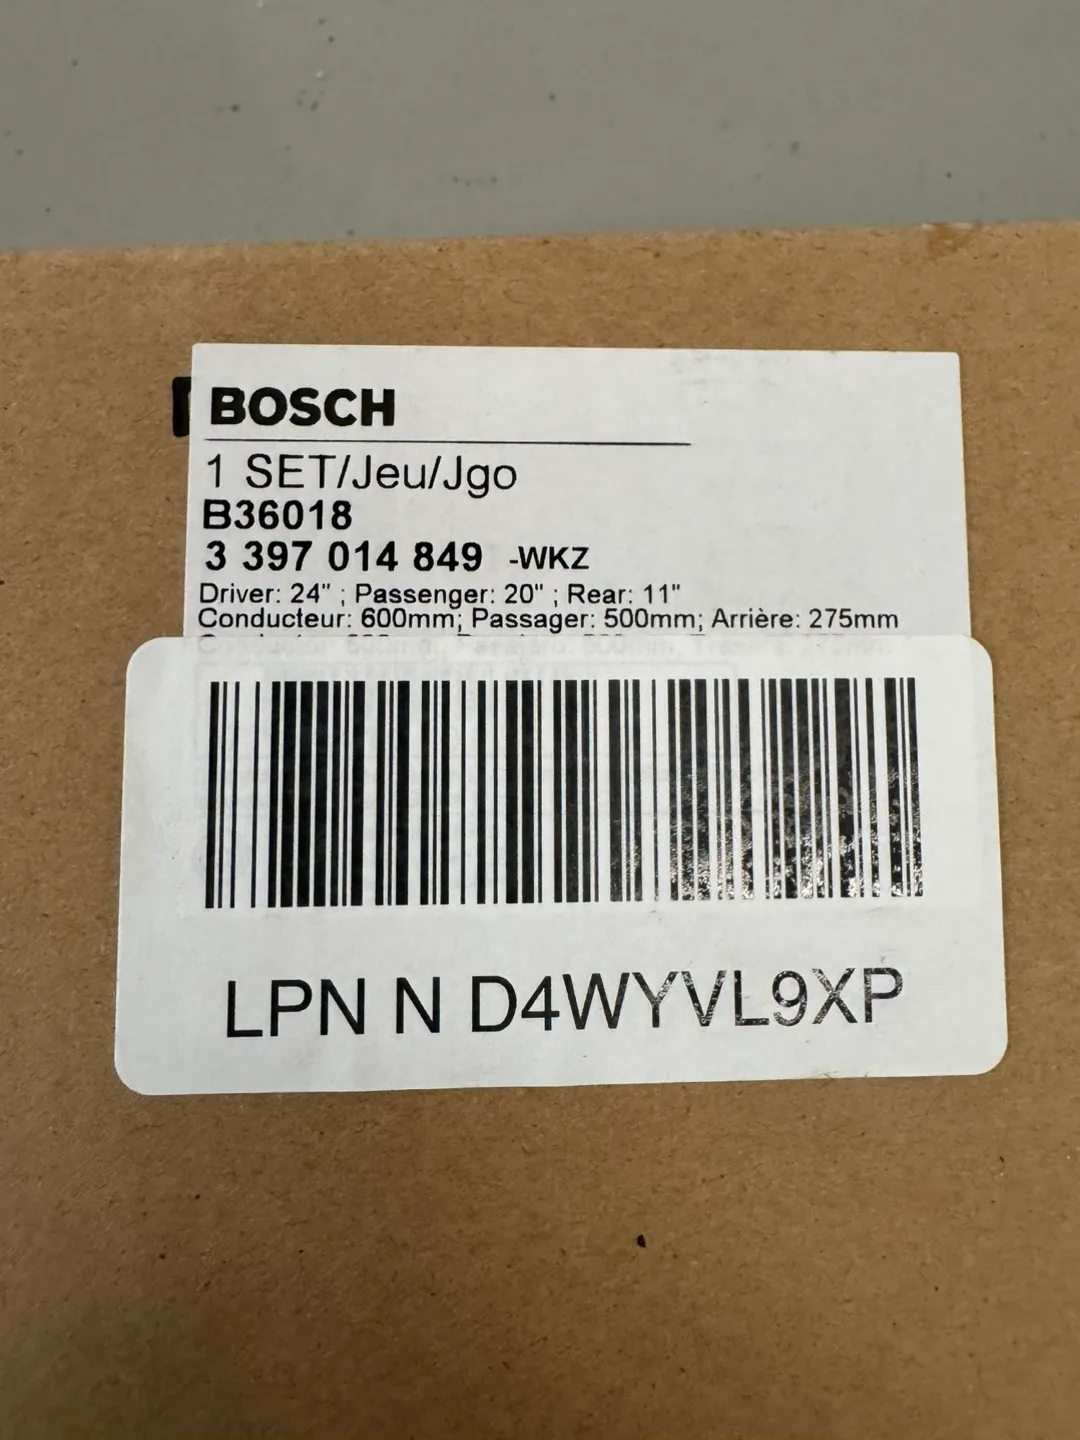 BOSCH
1 SET/Jeu/Jgo
B36018
3 397 014 849 -WKZ
Driver: 24" ; Passenger: 20" ; Rear: 11"
Conducteur: 600mm; Passager: 500mm; Arrière: 275mm
LPN N D4WYVL9XP